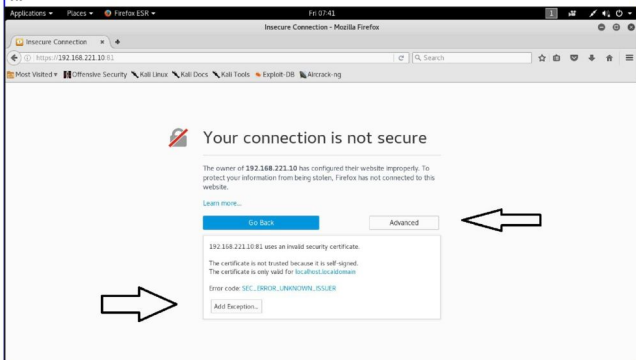 Applications Places Firefox ESR Fri 07:41 1
Insecure Connection - Mozilla Firefox
Insecure Connection
https://192.168.221.10:81 Search
Most Visited Offensive Security Kali Linux Kali Docs Kali Tools Exploit-DB Aircrack-ng
Your connection is not secure
The owner of 192.168.221.10 has configured their website improperly. To
protect your information from being stolen, Firefox has not connected to this
website.
Learn more...
Go Back Advanced
192.168.221.10:81 uses an invalid security certificate.
The certificate is not trusted because it is self-signed.
The certificate is only valid for localhost.localdomain
Error code: SEC_ERROR_UNKNOWN_ISSUER
Add Exception...